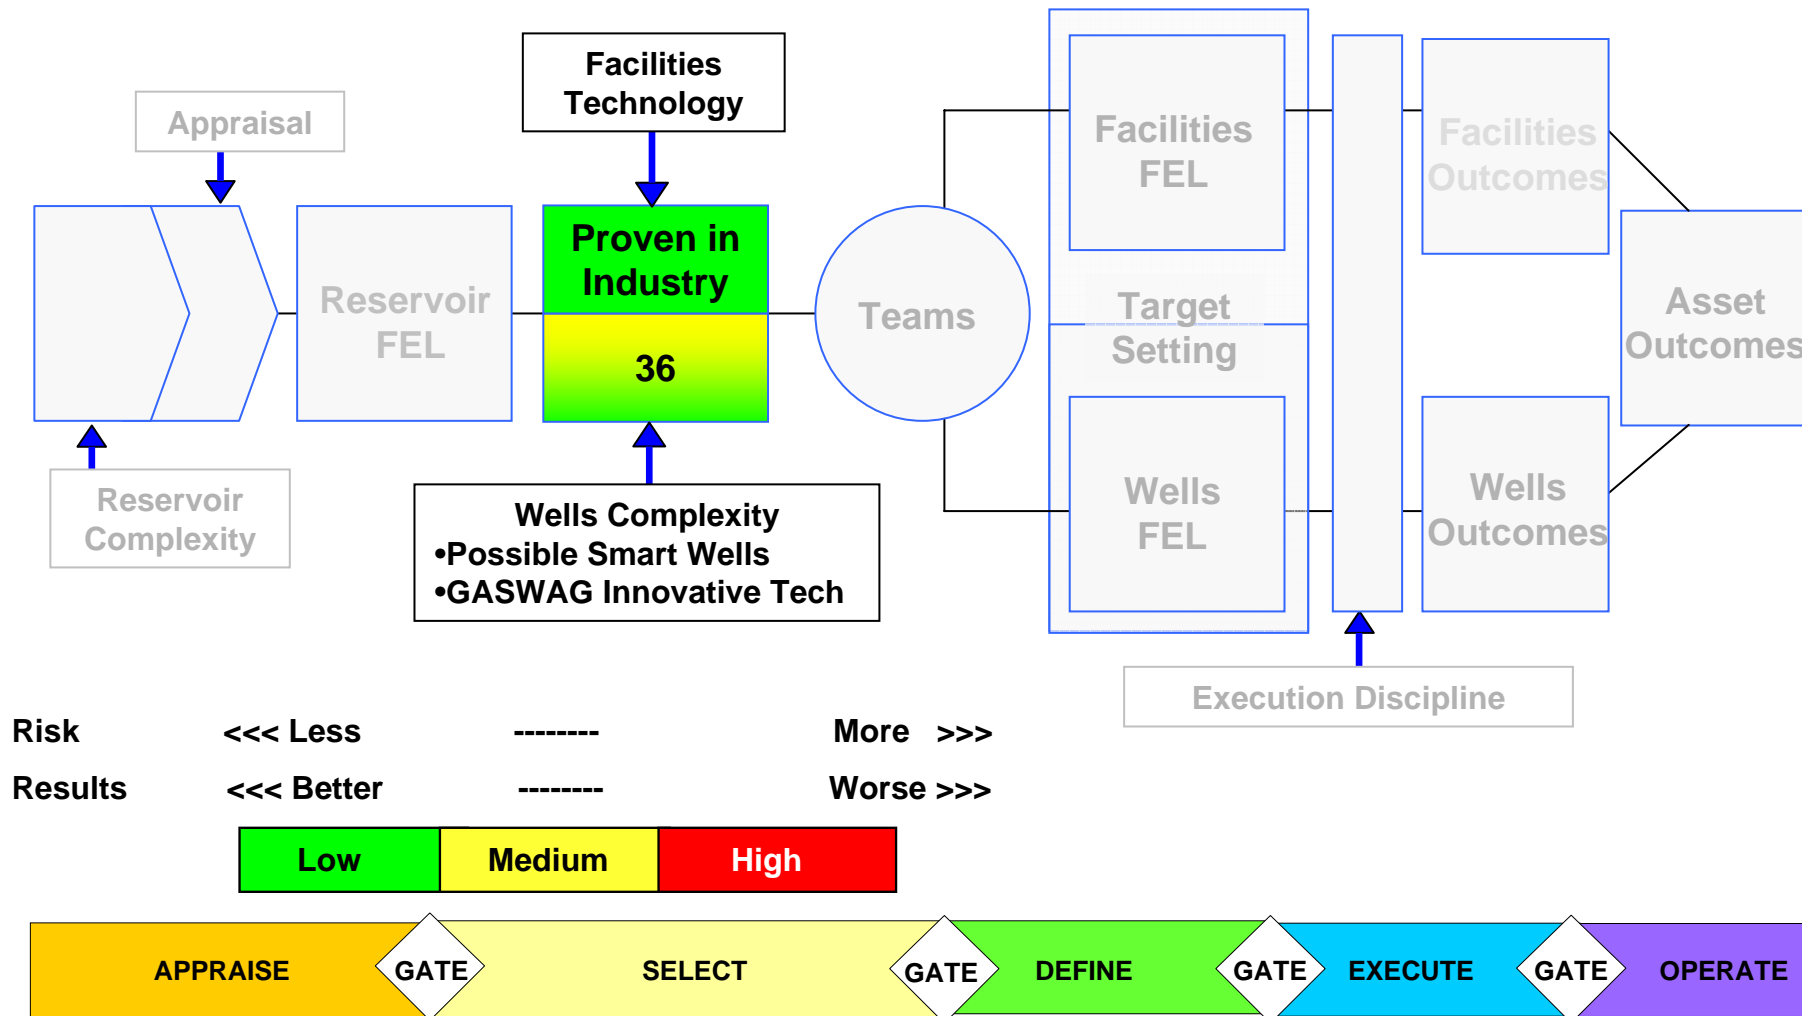 Facilities
Technology
Appraisal
Proven in
Industry
36
Reservoir
FEL
Teams
Facilities
FEL
Target
Setting
Wells
FEL
Facilities
Outcomes
Wells
Outcomes
Asset
Outcomes
Reservoir
Complexity
Wells Complexity
•Possible Smart Wells
•GASWAG Innovative Tech
Execution Discipline
Risk <<< Less -------- More >>>
Results <<< Better -------- Worse >>>
Low Medium High
APPRAISE GATE SELECT GATE DEFINE GATE EXECUTE GATE OPERATE